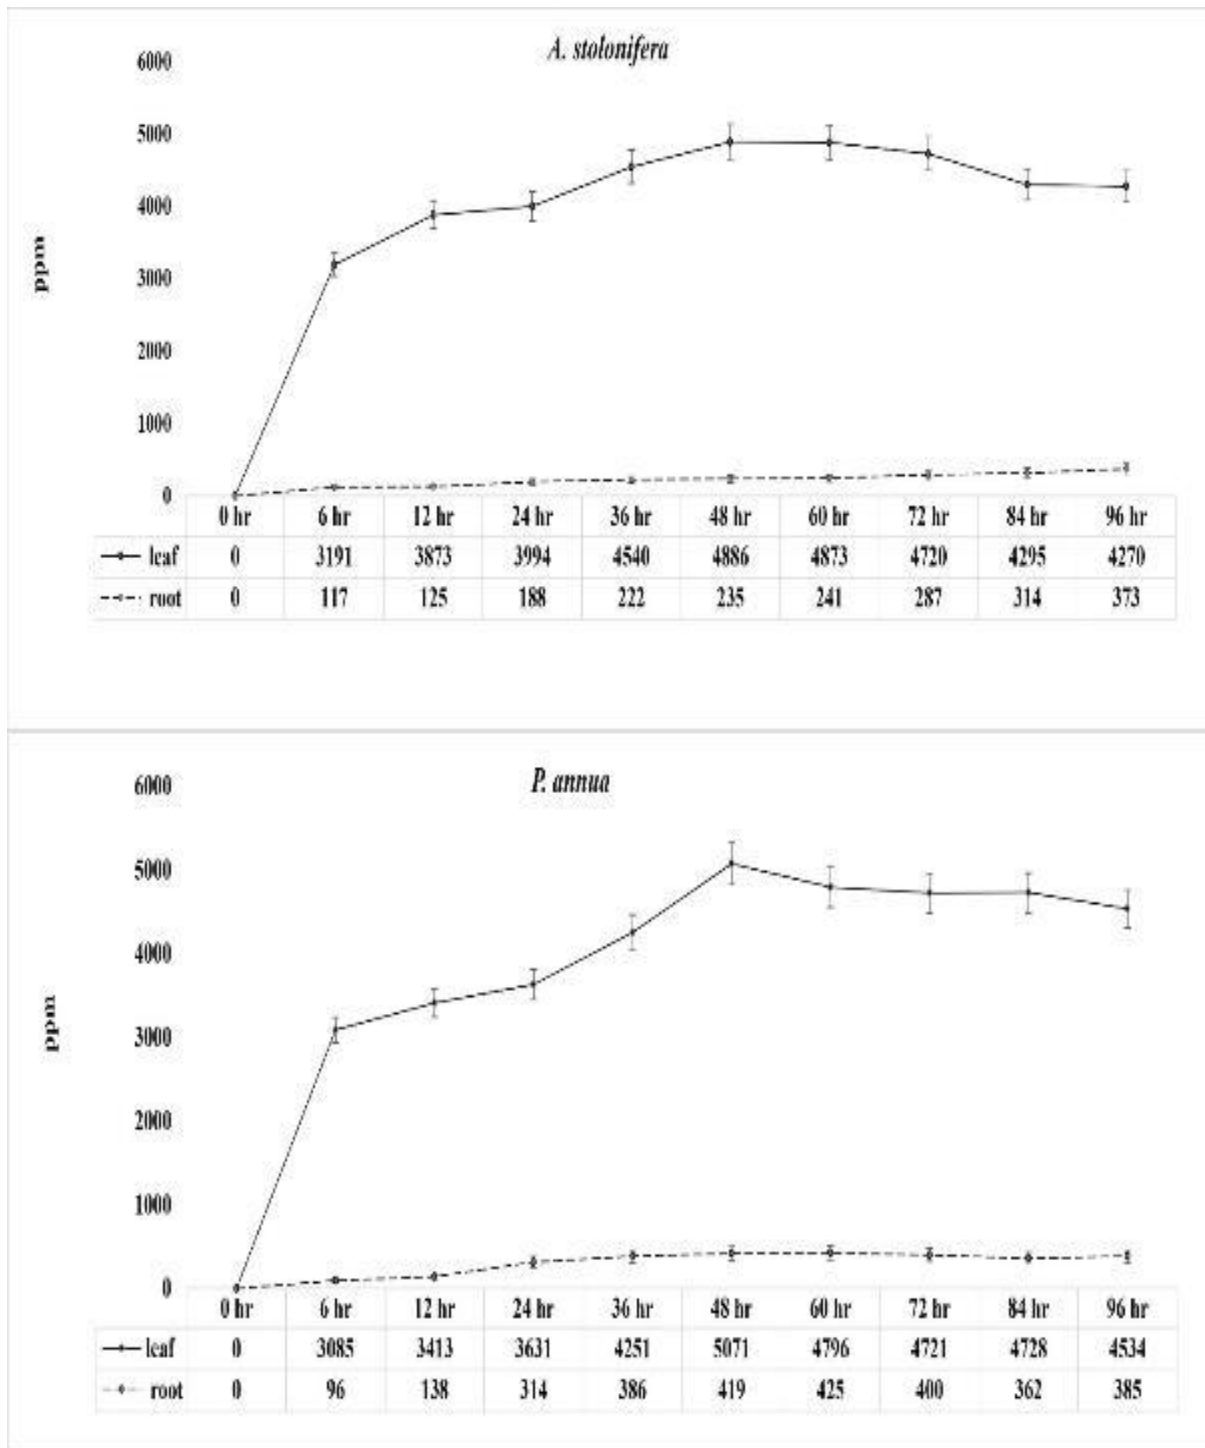 A. stolonifera
6000
5000
4000
3000
2000
1000
0
ppm
0 hr 6 hr 12 hr 24 hr 36 hr 48 hr 60 hr 72 hr 84 hr 96 hr
leaf 0 3191 3873 3994 4540 4886 4873 4720 4295 4270
root 0 117 125 188 222 235 241 287 314 373
P. annua
6000
5000
4000
3000
2000
1000
0
ppm
0 hr 6 hr 12 hr 24 hr 36 hr 48 hr 60 hr 72 hr 84 hr 96 hr
leaf 0 3085 3413 3631 4251 5071 4796 4721 4728 4534
root 0 96 138 314 386 419 425 400 362 385